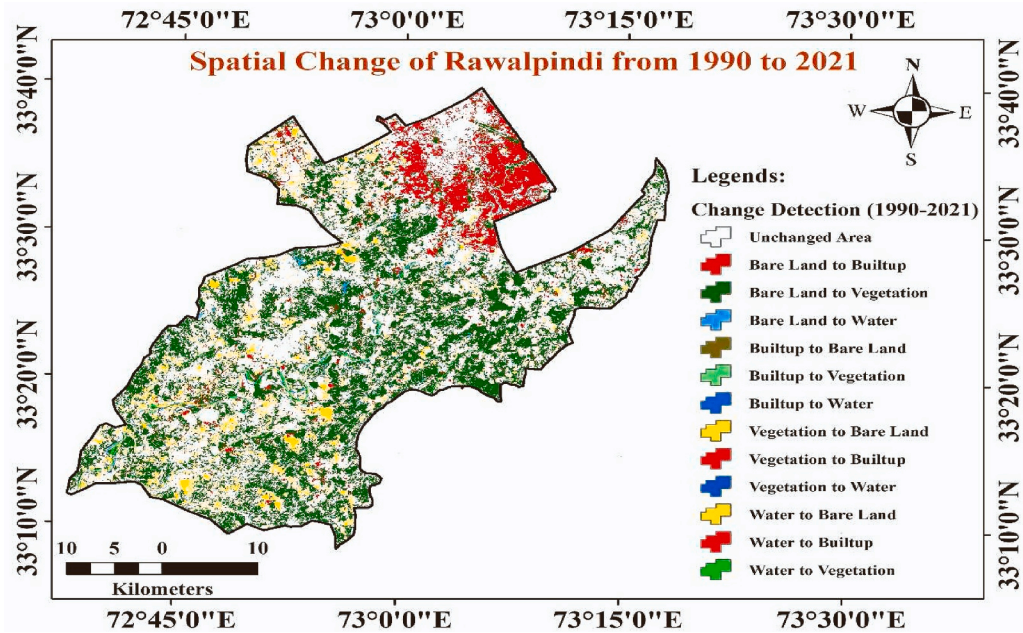 72°45'0"E 73°0'0"E 73°15'0"E 73°30'0"E
Spatial Change of Rawalpindi from 1990 to 2021
N
W E
S
33°40'0"N 33°40'0"N
33°30'0"N 33°30'0"N
33°20'0"N 33°20'0"N
33°10'0"N 33°10'0"N
Legends:
Change Detection (1990-2021)
Unchanged Area
Bare Land to Builtup
Bare Land to Vegetation
Bare Land to Water
Builtup to Bare Land
Builtup to Vegetation
Builtup to Water
Vegetation to Bare Land
Vegetation to Builtup
Vegetation to Water
Water to Bare Land
Water to Builtup
Water to Vegetation
10 5 0 10
Kilometers
72°45'0"E 73°0'0"E 73°15'0"E 73°30'0"E